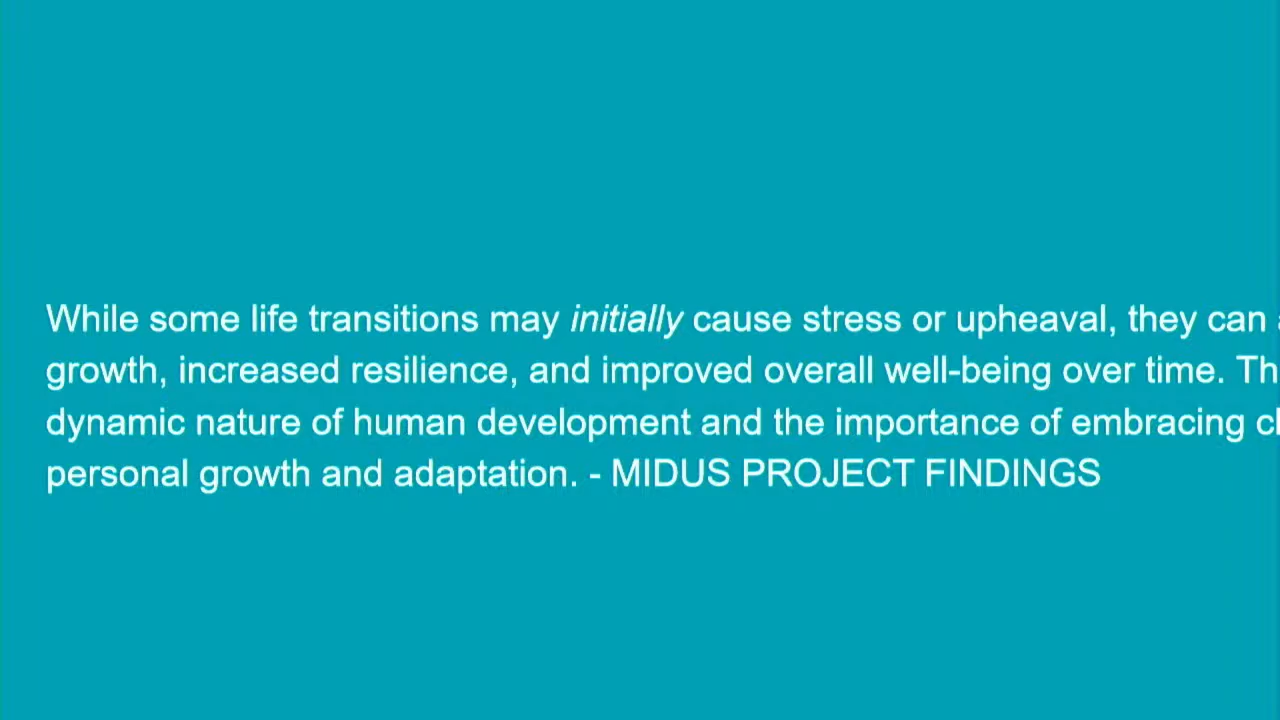 While some life transitions may initially cause stress or upheaval, they can
growth, increased resilience, and improved overall well-being over time.
dynamic nature of human development and the importance of embracing
personal growth and adaptation. - MIDUS PROJECT FINDINGS